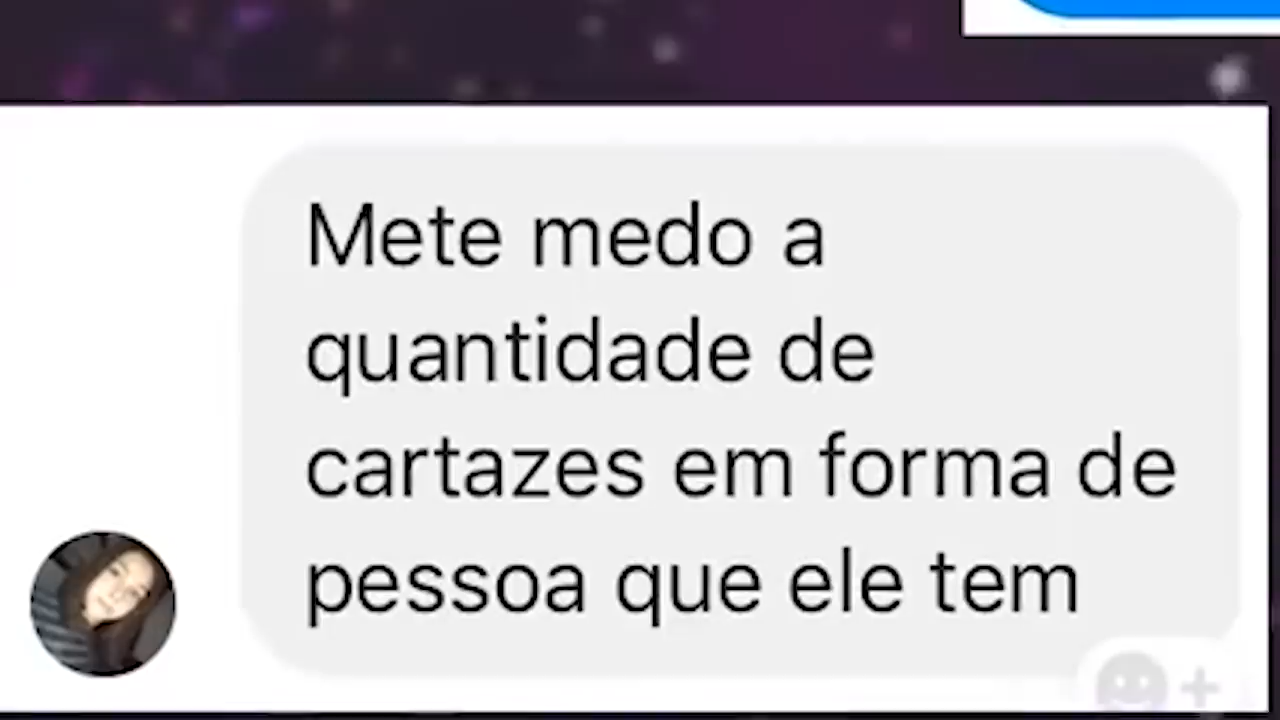 Mete medo a
quantidade de
cartazes em forma de
pessoa que ele tem